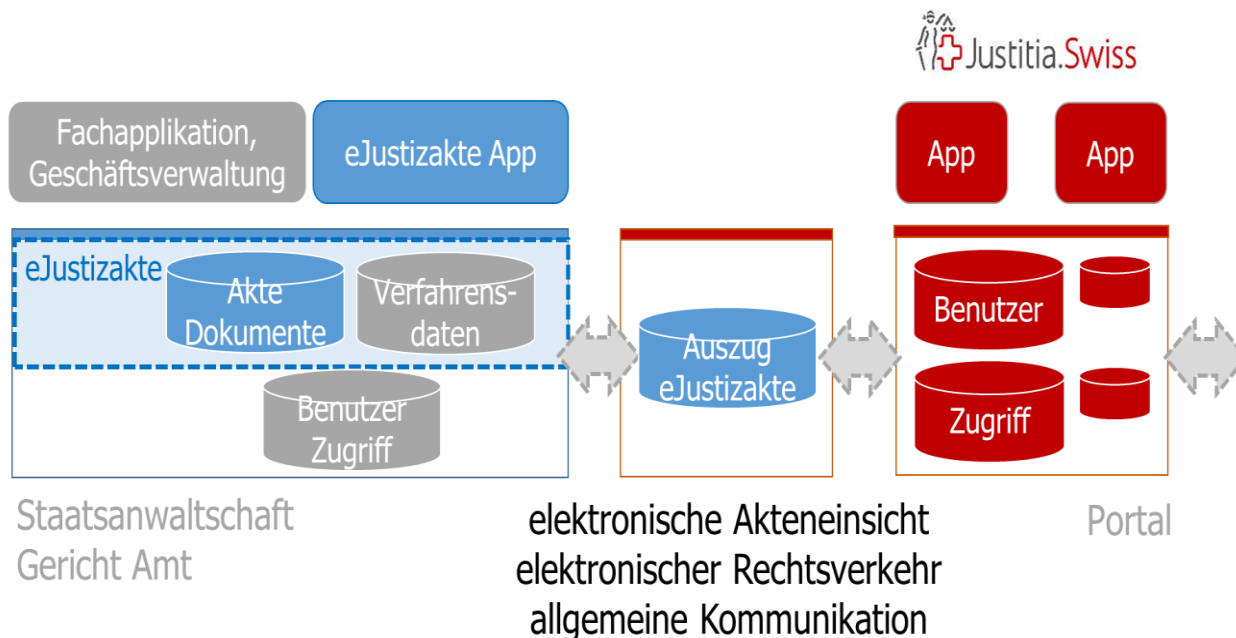 Justitia.Swiss
Fachapplikation,
Geschäftsverwaltung
eJustizakte App
App
App
eJustizakte
Akte
Dokumente
Verfahrens-
daten
Benutzer
Zugriff
Auszug
eJustizakte
Benutzer
Zugriff
Staatsanwaltschaft
Gericht Amt
elektronische Akteneinsicht
elektronischer Rechtsverkehr
allgemeine Kommunikation
Portal